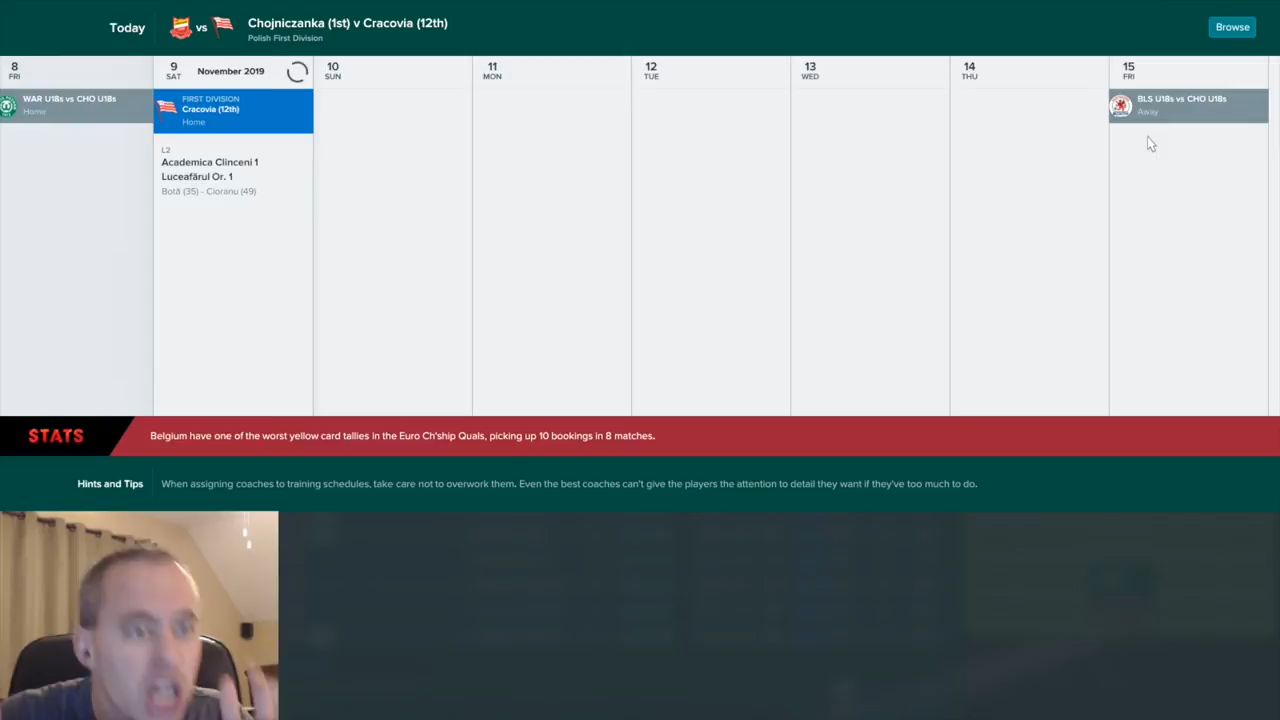 Today
vs
Chojniczanka (1st) v Cracovia (12th)
Polish First Division
Browse
8
FRI
9
SAT
November 2019
10
SUN
11
MON
12
TUE
13
WED
14
THU
15
FRI
WAR U18s vs CHO U18s
Home
FIRST DIVISION
Cracovia (12th)
Home
BLS U18s vs CHO U18s
Away
L2
Academica Clinceni 1
Luceafărul Or. 1
Botă (35) - Cioranu (49)
STATS
Belgium have one of the worst yellow card tallies in the Euro Ch'ship Quals, picking up 10 bookings in 8 matches.
Hints and Tips
When assigning coaches to training schedules, take care not to overwork them. Even the best coaches can't give the players the attention to detail they want if they've too much to do.